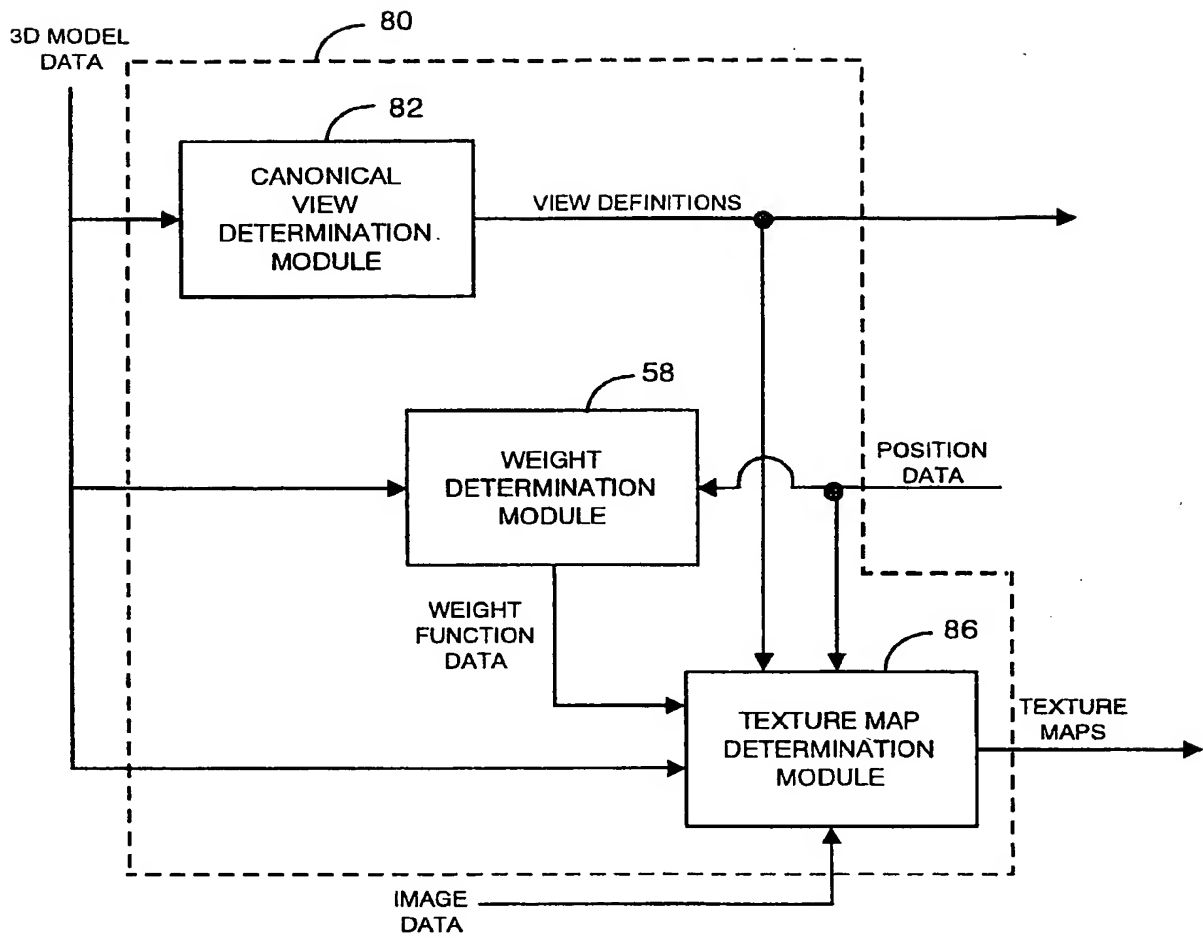 80
3D MODEL
DATA
82
CANONICAL
VIEW
DETERMINATION
MODULE
VIEW DEFINITIONS
58
WEIGHT
DETERMINATION
MODULE
POSITION
DATA
WEIGHT
FUNCTION
DATA
86
TEXTURE MAP
DETERMINATION
MODULE
TEXTURE
MAPS
IMAGE
DATA